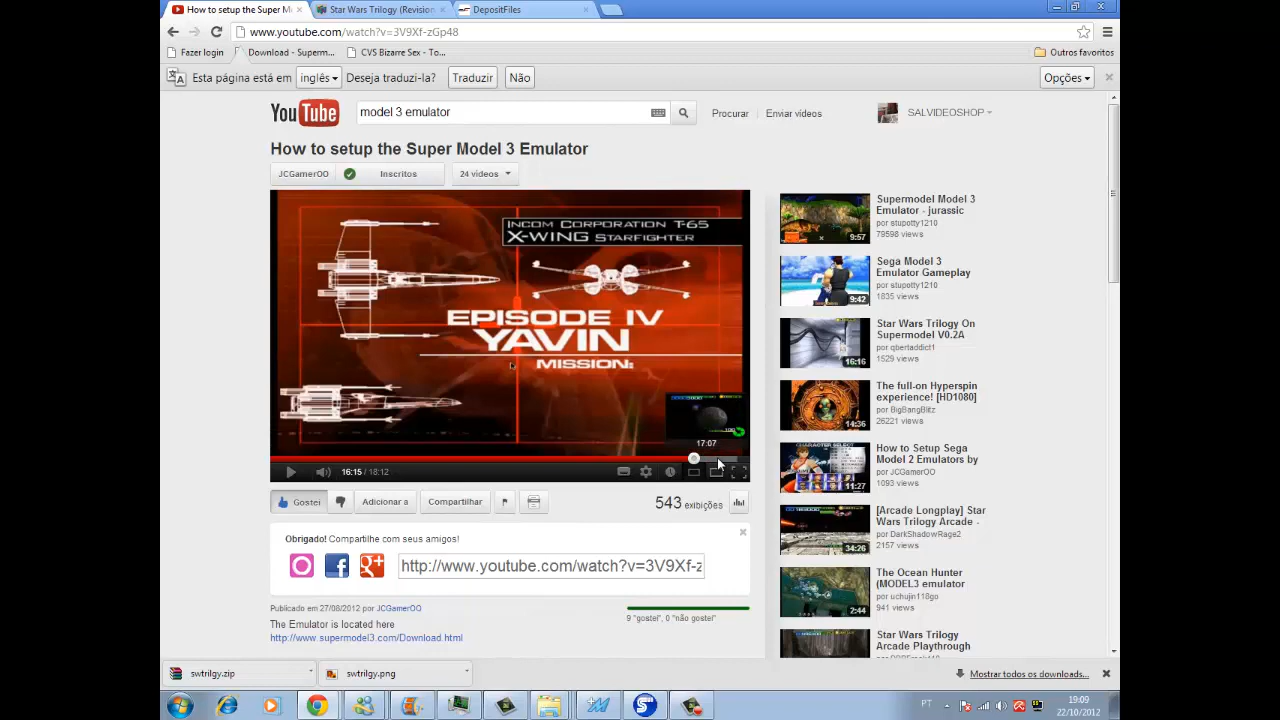 How to setup the Super M
Star Wars Trilogy (Revision
DepositFiles
www.youtube.com/watch?v=3V9Xf-zGp48
Fazer login
Download - Superm...
CVS Bizarre Sex - To...
Outros favoritos
Esta página está em
inglês
Deseja traduzi-la?
Traduzir
Não
Opções
YouTube
model 3 emulator
Procurar
Enviar vídeos
SALVIDEOSHOP
How to setup the Super Model 3 Emulator
JCGamerOO
Inscritos
24 vídeos
INCOM CORPORATION T-65
X-WING STARFIGHTER
EPISODE IV
YAVIN
MISSION:
17:07
16:15 / 18:12
Gostei
Adicionar a
Compartilhar
543 exibições
Obrigado! Compartilhe com seus amigos!
http://www.youtube.com/watch?v=3V9Xf-z
Publicado em 27/08/2012 por JCGamerOO
9 "gostei", 0 "não gostei"
The Emulator is located here
http://www.supermodel3.com/Download.html
Supermodel Model 3
Emulator - jurassic
por stupotty1210
79598 views
9:57
Sega Model 3
Emulator Gameplay
por stupotty1210
1835 views
9:42
Star Wars Trilogy On
Supermodel V0.2A
por qbertaddict1
1529 views
16:16
The full-on Hyperspin
experience! [HD1080]
por BigBangBlitz
26221 views
14:36
How to Setup Sega
Model 2 Emulators by
por JCGamerOO
1093 views
11:27
[Arcade Longplay] Star
Wars Trilogy Arcade -
por DarkShadowRage2
2157 views
34:26
The Ocean Hunter
(MODEL3 emulator
por uchujin118go
941 views
2:44
Star Wars Trilogy
Arcade Playthrough
swtrilgy.zip
swtrilgy.png
Mostrar todos os downloads...
PT
19:09
22/10/2012